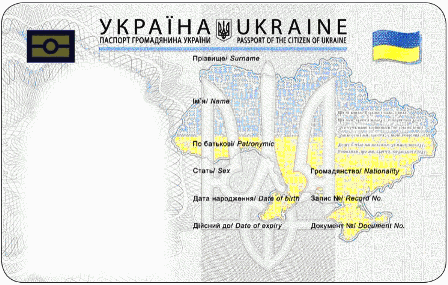 УКРАЇНА UKRAINE
ПАСПОРТ ГРОМАДЯНИНА УКРАЇНИ PASSPORT OF THE CITIZEN OF UKRAINE
Прізвище/ Surname
Ім'я/ Name
По батькові/ Patronymic
Стать/ Sex
Громадянство/ Nationality
Дата народження/ Date of birth
Запис №/ Record No.
Дійсний до/ Date of expiry
Документ №/ Document No.